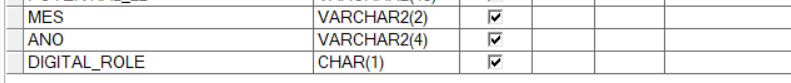 MES VARCHAR2(2)
ANO VARCHAR2(4)
DIGITAL_ROLE CHAR(1)